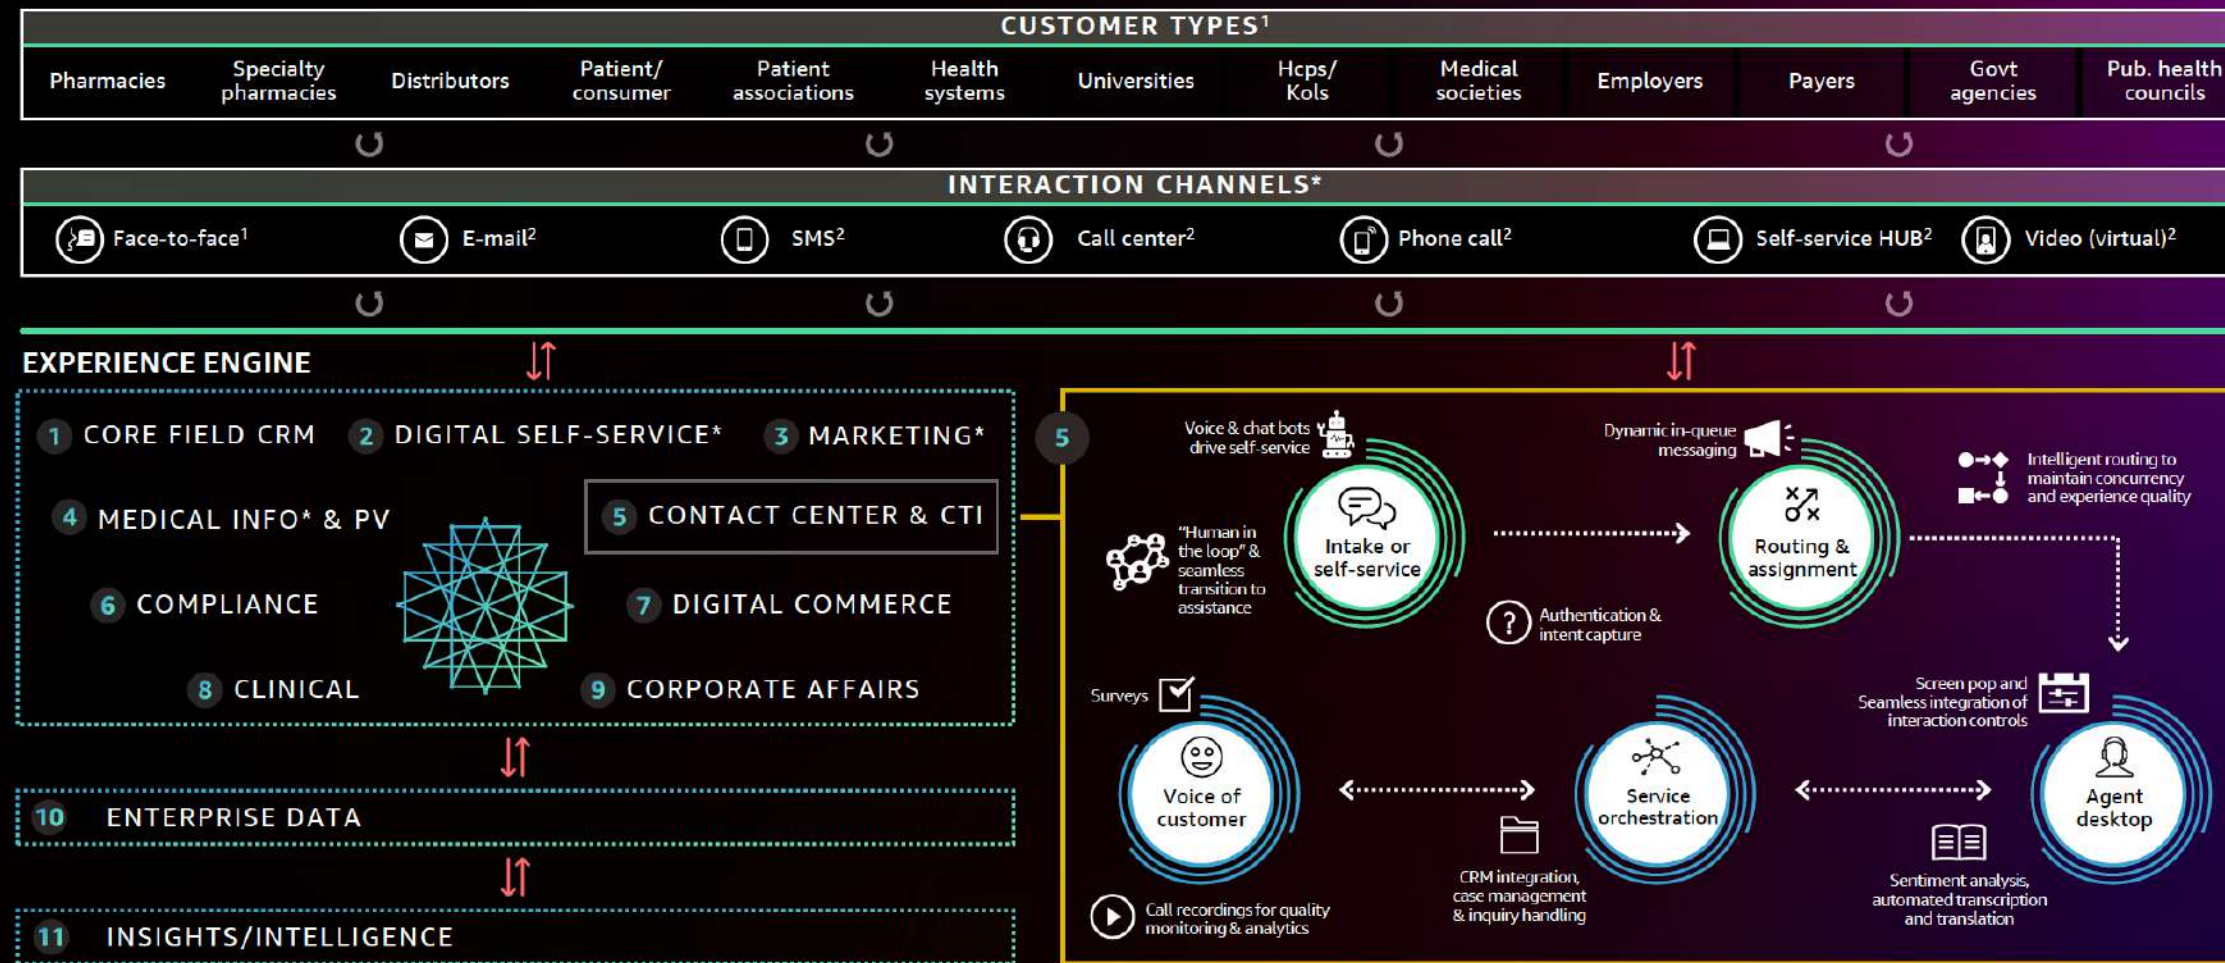 CUSTOMER TYPES¹
Pharmacies
Specialty
pharmacies
Distributors
Patient/
consumer
Patient
associations
Health
systems
Universities
Hcps/
Kols
Medical
societies
Employers
Payers
Govt
agencies
Pub. health
councils
INTERACTION CHANNELS*
Face-to-face¹
E-mail²
SMS²
Call center²
Phone call²
Self-service HUB²
Video (virtual)²
EXPERIENCE ENGINE
1 CORE FIELD CRM
2 DIGITAL SELF-SERVICE*
3 MARKETING*
4 MEDICAL INFO* & PV
5 CONTACT CENTER & CTI
6 COMPLIANCE
7 DIGITAL COMMERCE
8 CLINICAL
9 CORPORATE AFFAIRS
10 ENTERPRISE DATA
11 INSIGHTS/INTELLIGENCE
5
Voice & chat bots
drive self-service
"Human in
the loop" &
seamless
transition to
assistance
Intake or
self-service
Authentication &
intent capture
Dynamic in-queue
messaging
Routing &
assignment
Intelligent routing to
maintain concurrency
and experience quality
Screen pop and
Seamless integration of
interaction controls
Agent
desktop
Sentiment analysis,
automated transcription
and translation
Service
orchestration
CRM integration,
case management
& inquiry handling
Surveys
Voice of
customer
Call recordings for quality
monitoring & analytics